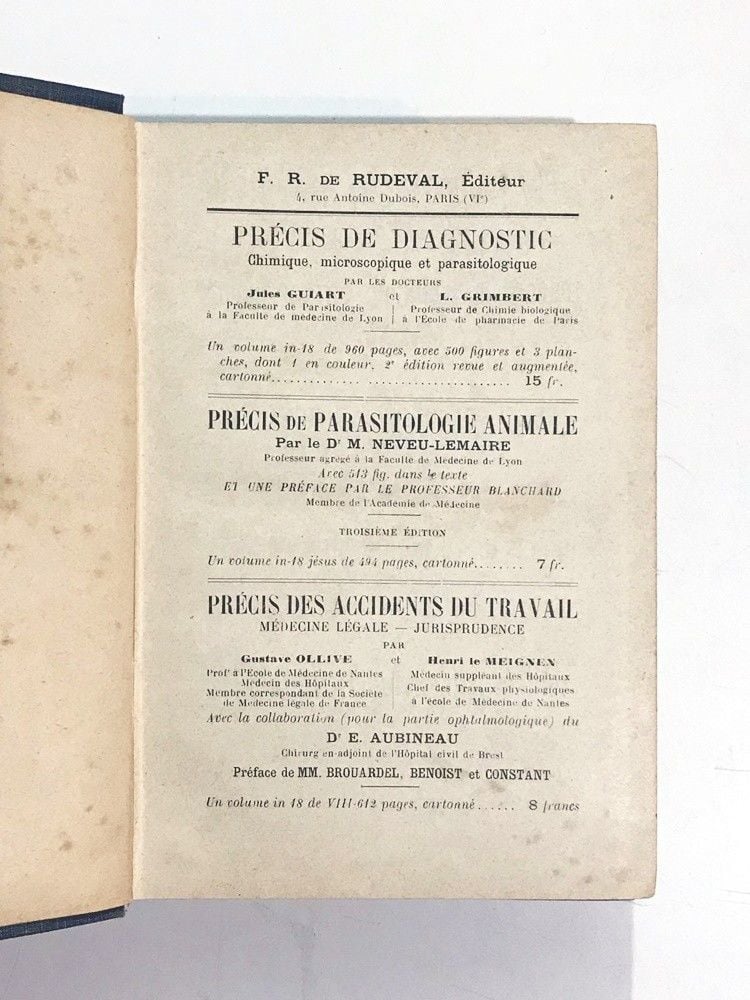 F. R. DE RUDEVAL, Éditeur
4, rue Antoine Dubois, PARIS (VIe)
PRÉCIS DE DIAGNOSTIC
Chimique, microscopique et parasitologique
PAR LES DOCTEURS
Jules GUIART et L. GRIMBERT
Professeur de Parasitologie Professeur de Chimie biologique
à la Faculté de médecine de Lyon à l'Ecole de pharmacie de Paris
Un volume in-18 de 960 pages, avec 500 figures et 3 plan-
ches, dont 1 en couleur. 2e édition revue et augmentée,
cartonné.............. ...................... 15 fr.
PRÉCIS DE PARASITOLOGIE ANIMALE
Par le Dr M. NEVEU-LEMAIRE
Professeur agrégé à la Faculté de Médecine de Lyon
Avec 513 fig. dans le texte
ET UNE PRÉFACE PAR LE PROFESSEUR BLANCHARD
Membre de l'Académie de Médecine
TROISIÈME ÉDITION
Un volume in-18 jésus de 494 pages, cartonné........ 7 fr.
PRÉCIS DES ACCIDENTS DU TRAVAIL
MÉDECINE LÉGALE — JURISPRUDENCE
PAR
Gustave OLLIVE et Henri le MEIGNEN
Profr à l'Ecole de Médecine de Nantes Médecin suppléant des Hôpitaux
Médecin des Hôpitaux Chef des Travaux physiologiques
Membre correspondant de la Société à l'école de Médecine de Nantes
de Médecine légale de France
Avec la collaboration (pour la partie ophtalmologique) du
Dr E. AUBINEAU
Chirurgien-adjoint de l'Hôpital civil de Brest
Préface de MM. BROUARDEL, BENOIST et CONSTANT
Un volume in 18 de VIII-612 pages, cartonné...... 8 francs